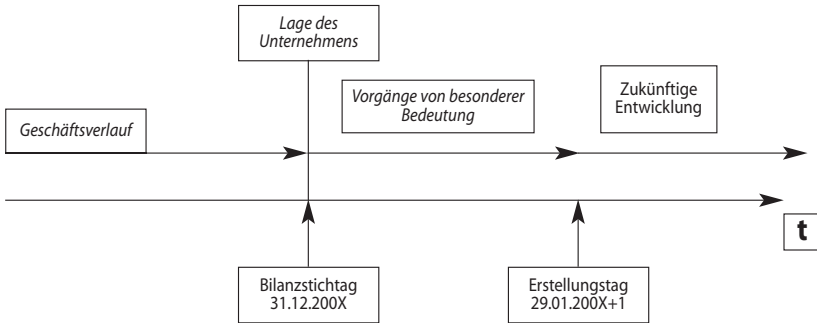 Lage des
Unternehmens
Vorgänge von besonderer
Bedeutung
Zukünftige
Entwicklung
Geschäftsverlauf
t
Bilanzstichtag
31.12.200X
Erstellungstag
29.01.200X+1